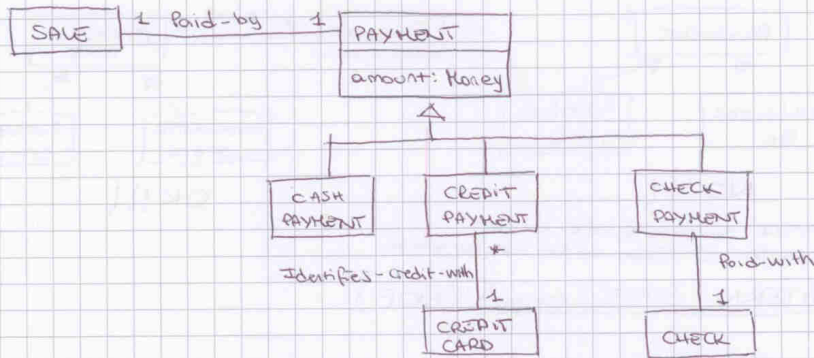 SALE
1 Paid-by 1
PAYMENT
amount: Money
CASH
PAYMENT
CREDIT
PAYMENT
CHECK
PAYMENT
*
Identifies-credit-with
1
CREDIT
CARD
Paid-with
1
CHECK